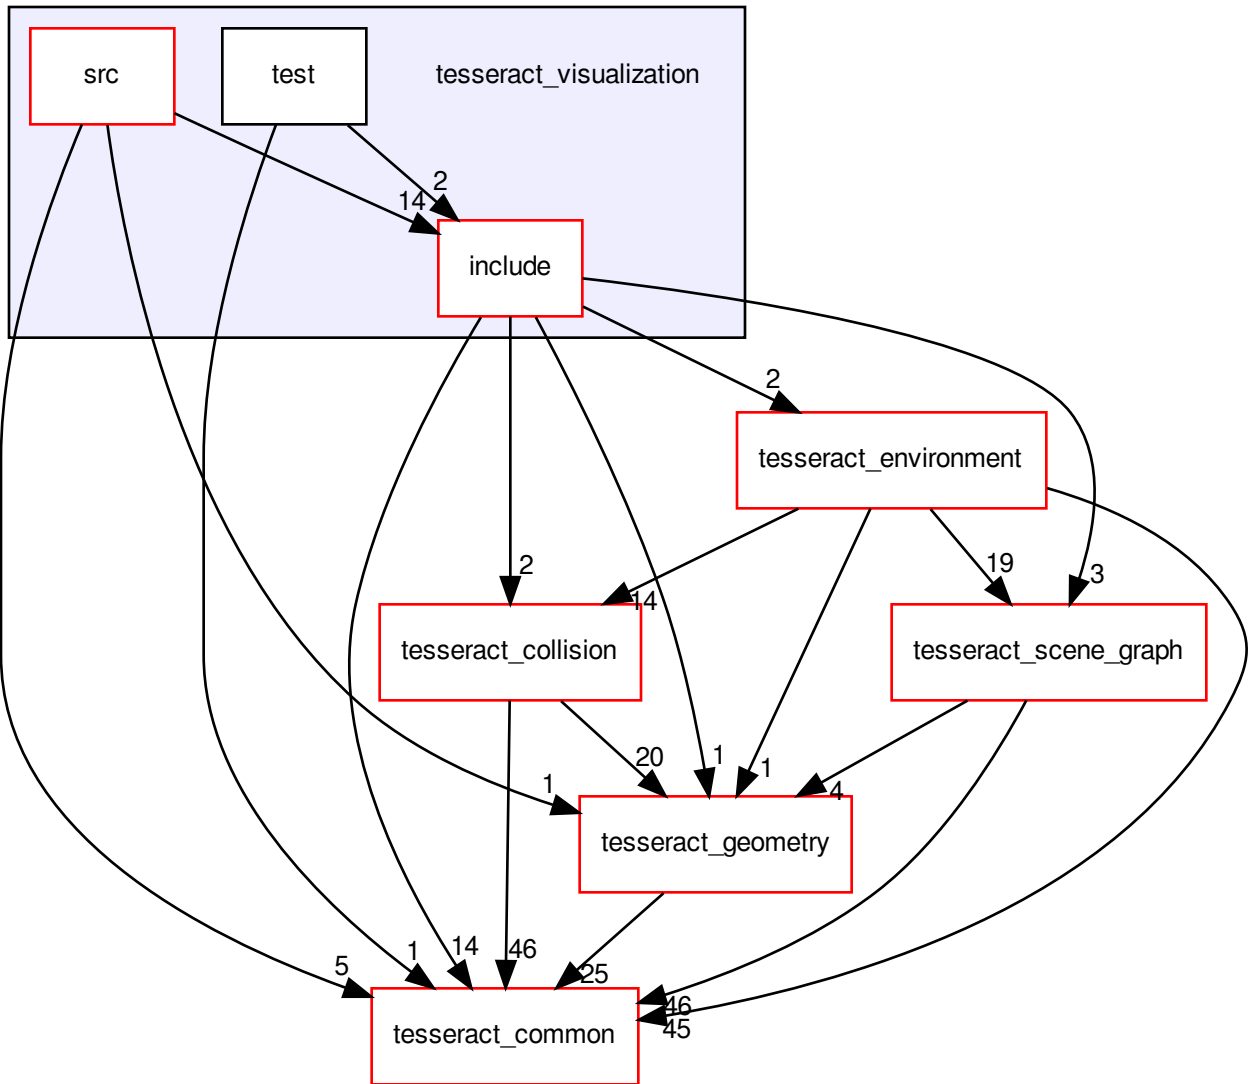 src
test
tesseract_visualization
2
14
include
2
tesseract_environment
2
19
3
14
tesseract_collision
tesseract_scene_graph
20
1
1
1
4
tesseract_geometry
5
1
14
46
25
46
45
tesseract_common